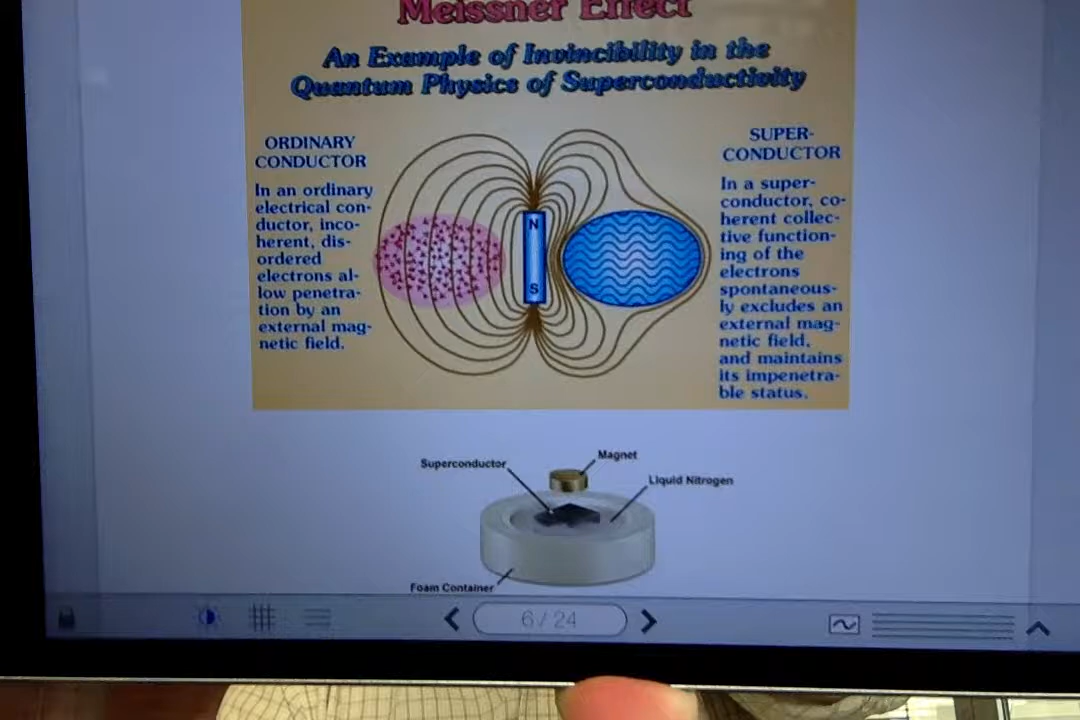 Meissner Effect
An Example of Invincibility in the
Quantum Physics of Superconductivity
ORDINARY
CONDUCTOR
In an ordinary
electrical con-
ductor, inco-
herent, dis-
ordered
electrons al-
low penetra-
tion by an
external mag-
netic field.
N
S
SUPER-
CONDUCTOR
In a super-
conductor, co-
herent collec-
tive function-
ing of the
electrons
spontaneous-
ly excludes an
external mag-
netic field,
and maintains
its impenetra-
ble status.
Superconductor
Magnet
Liquid Nitrogen
Foam Container
6 / 24